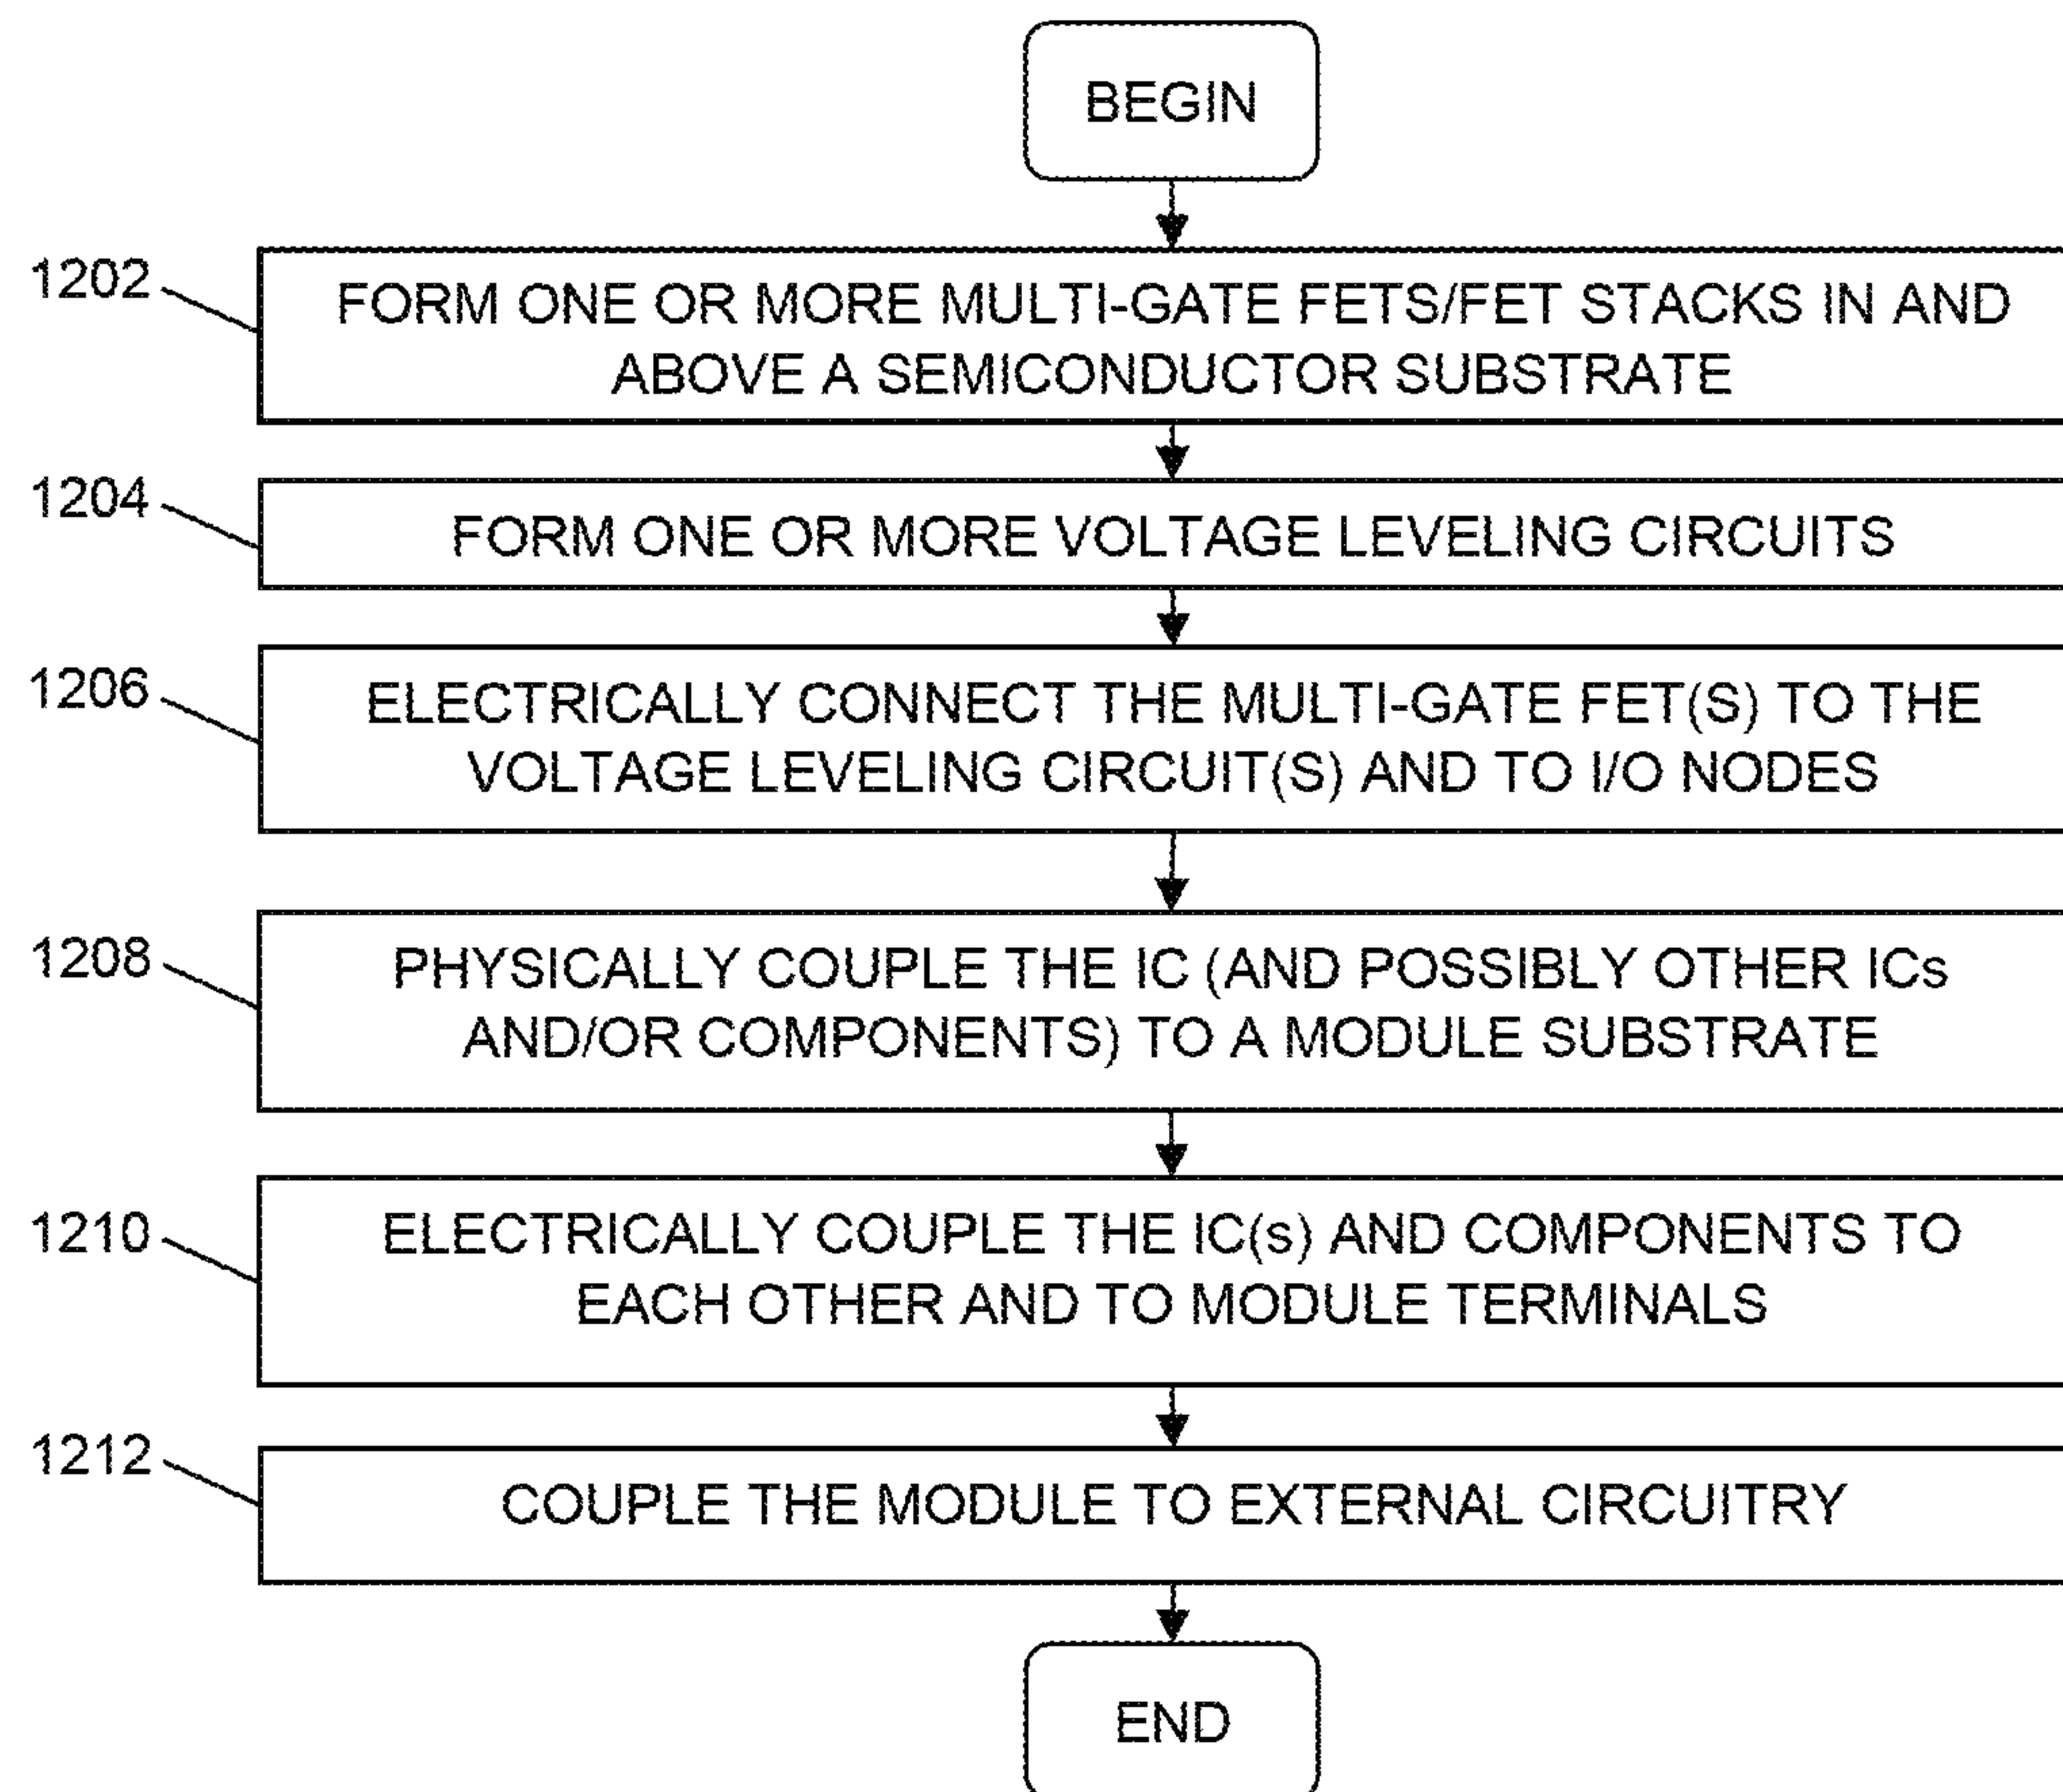 BEGIN
1202
FORM ONE OR MORE MULTI-GATE FETS/FET STACKS IN AND
ABOVE A SEMICONDUCTOR SUBSTRATE
1204
FORM ONE OR MORE VOLTAGE LEVELING CIRCUITS
1206
ELECTRICALLY CONNECT THE MULTI-GATE FET(S) TO THE
VOLTAGE LEVELING CIRCUIT(S) AND TO I/O NODES
1208
PHYSICALLY COUPLE THE IC (AND POSSIBLY OTHER ICs
AND/OR COMPONENTS) TO A MODULE SUBSTRATE
1210
ELECTRICALLY COUPLE THE IC(s) AND COMPONENTS TO
EACH OTHER AND TO MODULE TERMINALS
1212
COUPLE THE MODULE TO EXTERNAL CIRCUITRY
END